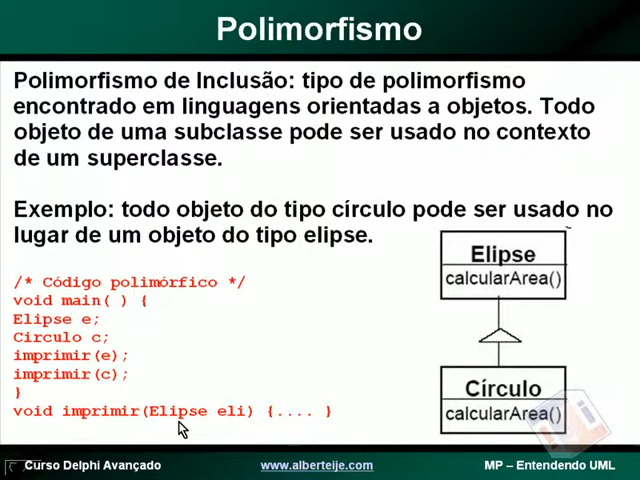 Polimorfismo
Polimorfismo de Inclusão: tipo de polimorfismo
encontrado em linguagens orientadas a objetos. Todo
objeto de uma subclasse pode ser usado no contexto
de um superclasse.
Exemplo: todo objeto do tipo círculo pode ser usado no
lugar de um objeto do tipo elipse.
/* Código polimórfico */
void main( ) {
Elipse e;
Circulo c;
imprimir(e);
imprimir(c);
}
void imprimir(Elipse eli) {.... }
Elipse
calcularArea()
Círculo
calcularArea()
Curso Delphi Avançado
www.alberteije.com
MP – Entendendo UML